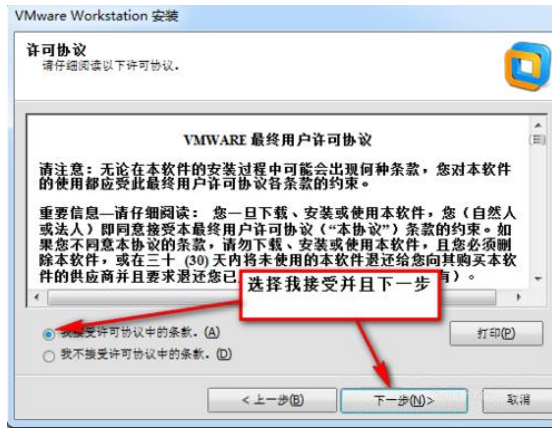 VMware Workstation 安装
许可协议
请仔细阅读以下许可协议。
VMWARE 最终用户许可协议
请注意：无论在本软件的安装过程中可能会出现何种条款，您对本软件
的使用都应受此最终用户许可协议各条款的约束。
重要信息—请仔细阅读： 您一旦下载、安装或使用本软件，您（自然人
或法人）即同意接受本最终用户许可协议（“本协议”）条款的约束。如
果您不同意本协议的条款，请勿下载、安装或使用本软件，且您必须删
除本软件，或在三十 (30) 天内将未使用的本软件退还给您向其购买本软
件的供应商并且要求退还您已 有）。
选择我接受并且下一步
我接受许可协议中的条款。(A)
打印(P)
我不接受许可协议中的条款。(D)
< 上一步(B)
下一步(N)>
取消